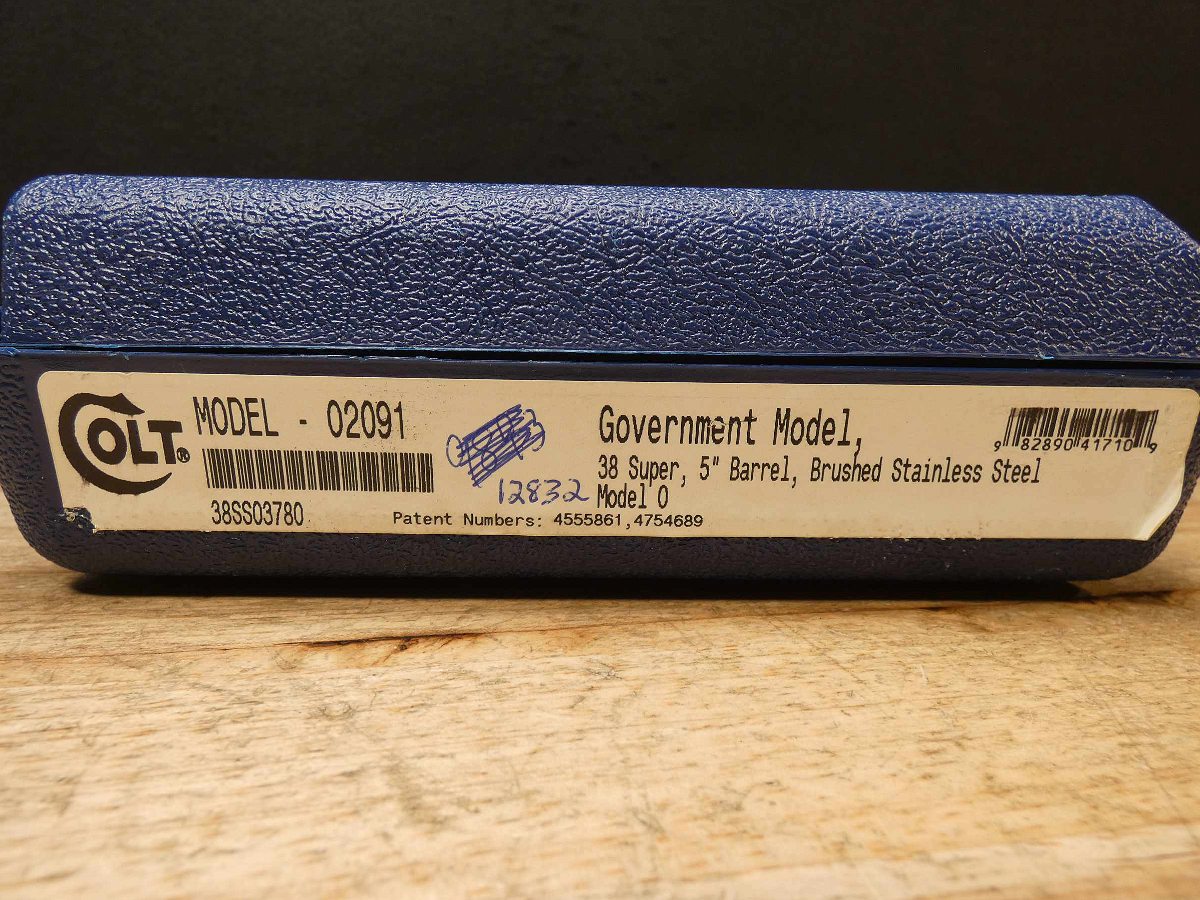 COLT®
MODEL - 02091
38SS03780
12832
Government Model,
38 Super, 5" Barrel, Brushed Stainless Steel
Model O
Patent Numbers: 4555861,4754689
9 82890 41710 9